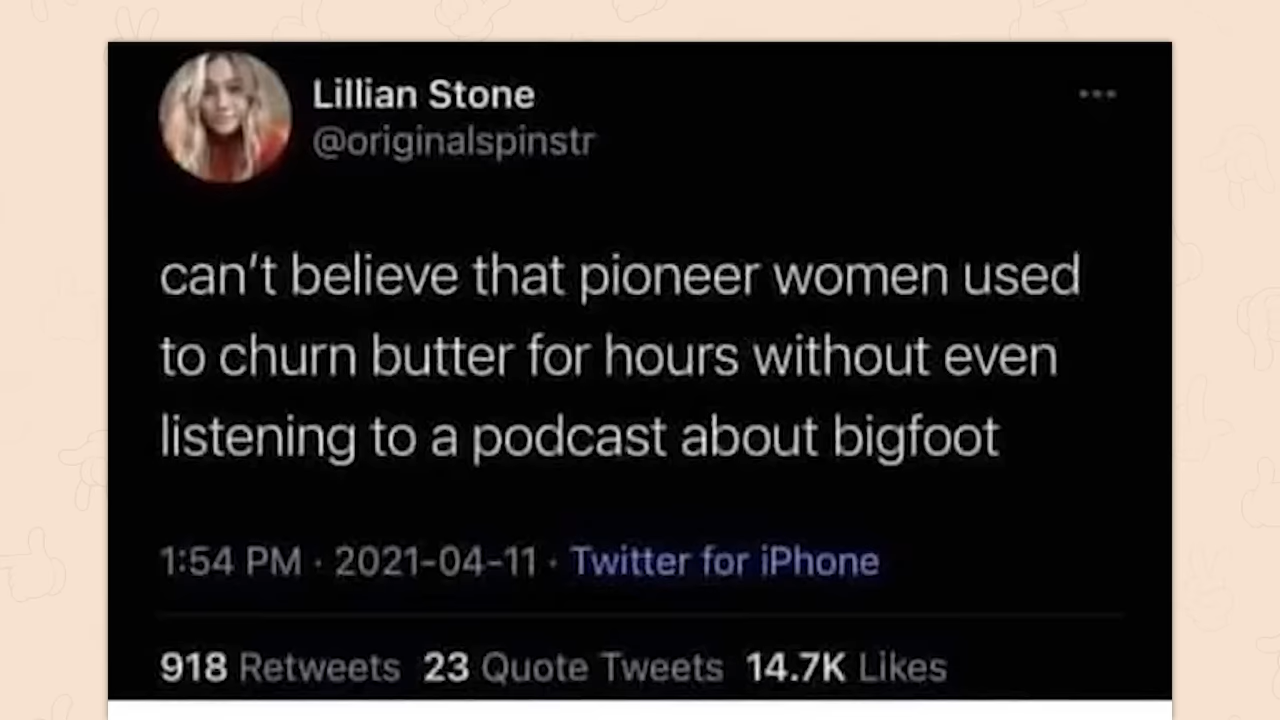 Lillian Stone
@originalspinstr
can't believe that pioneer women used
to churn butter for hours without even
listening to a podcast about bigfoot
1:54 PM · 2021-04-11 · Twitter for iPhone
918 Retweets 23 Quote Tweets 14.7K Likes